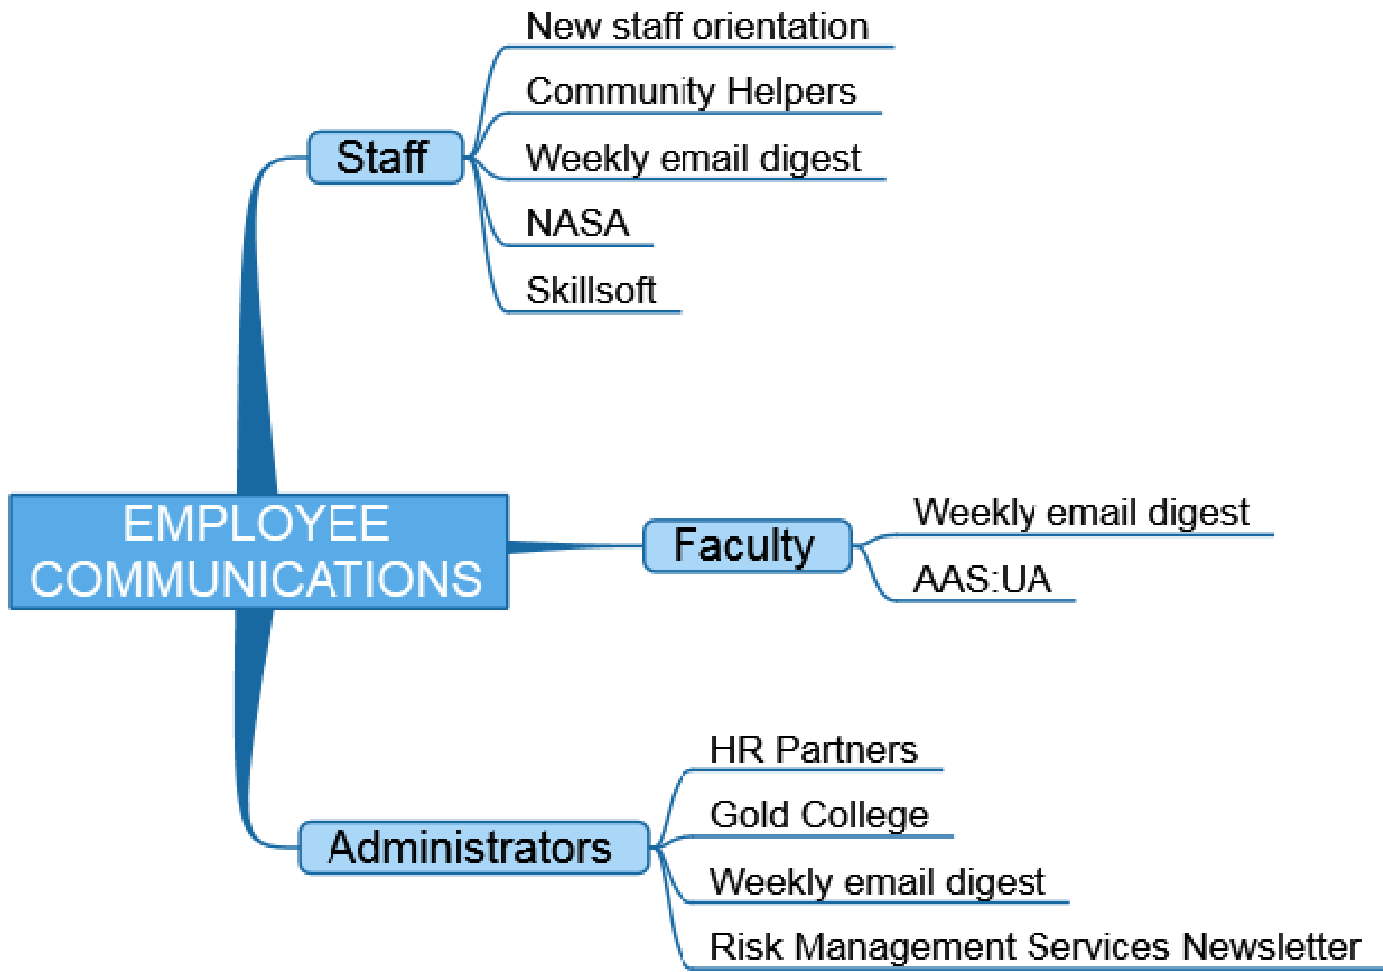 New staff orientation
Community Helpers
Staff
Weekly email digest
NASA
Skillsoft
EMPLOYEE
COMMUNICATIONS
Faculty
Weekly email digest
AAS:UA
HR Partners
Gold College
Administrators
Weekly email digest
Risk Management Services Newsletter